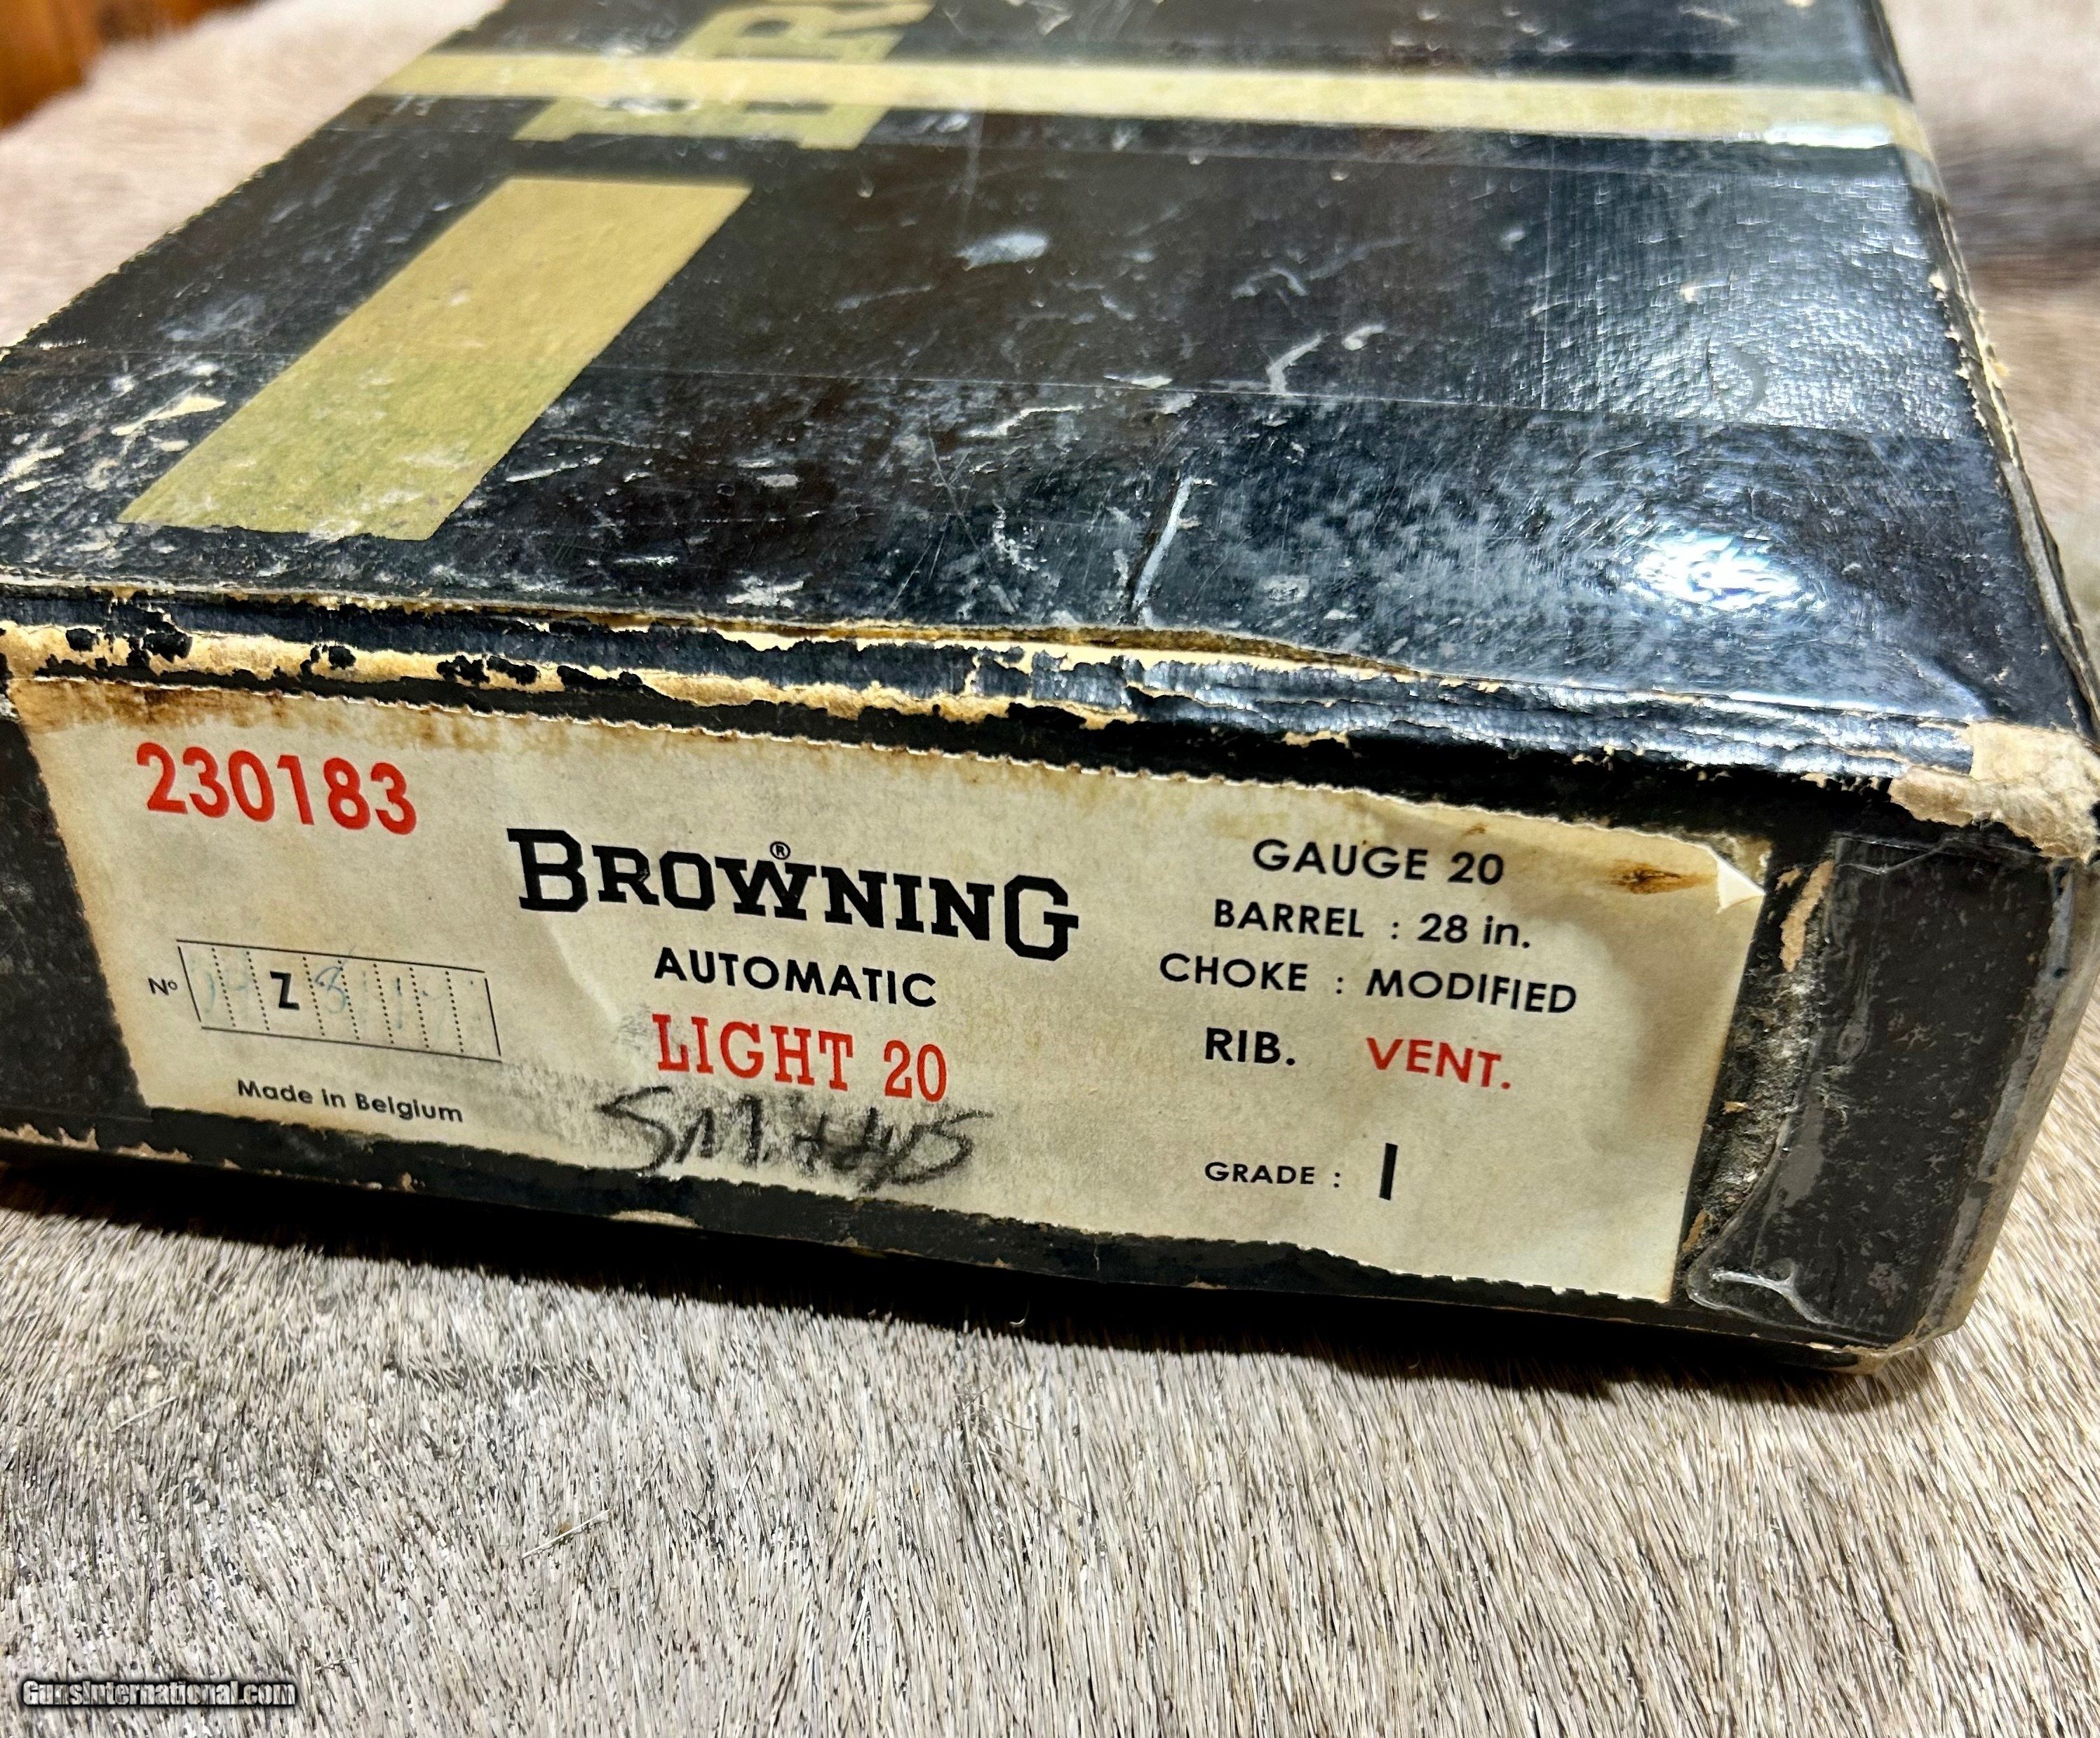 230183
BROWNING®
AUTOMATIC
LIGHT 20
Nº Z
Made in Belgium
GAUGE 20
BARREL : 28 in.
CHOKE : MODIFIED
RIB. VENT.
GRADE : I
GunsInternational.com